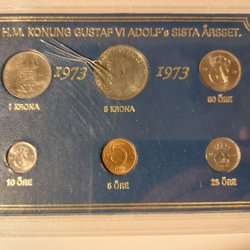 H.M. KONUNG GUSTAF VI ADOLF's SISTA ÅRSSET.
1973 1973
1 KRONA 5 KRONA 50 ÖRE
5
10 ÖRE 5 ÖRE 25 ÖRE